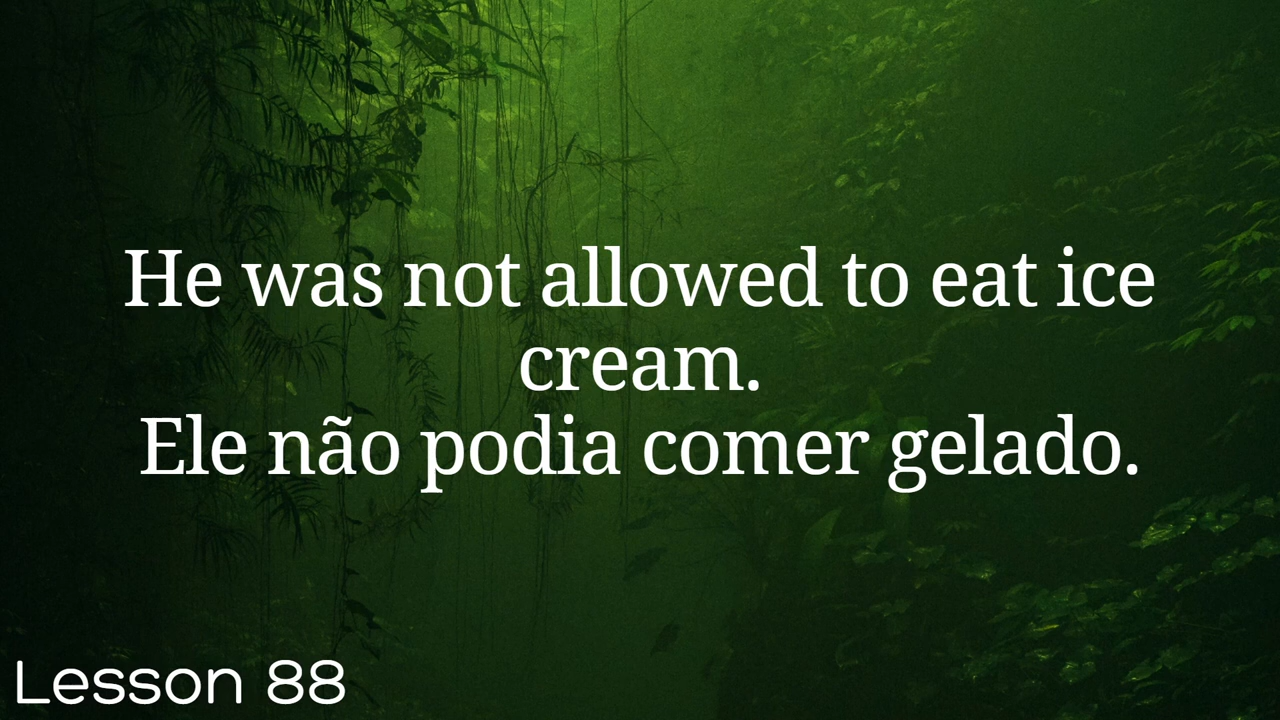 He was not allowed to eat ice
cream.
Ele não podia comer gelado.
Lesson 88